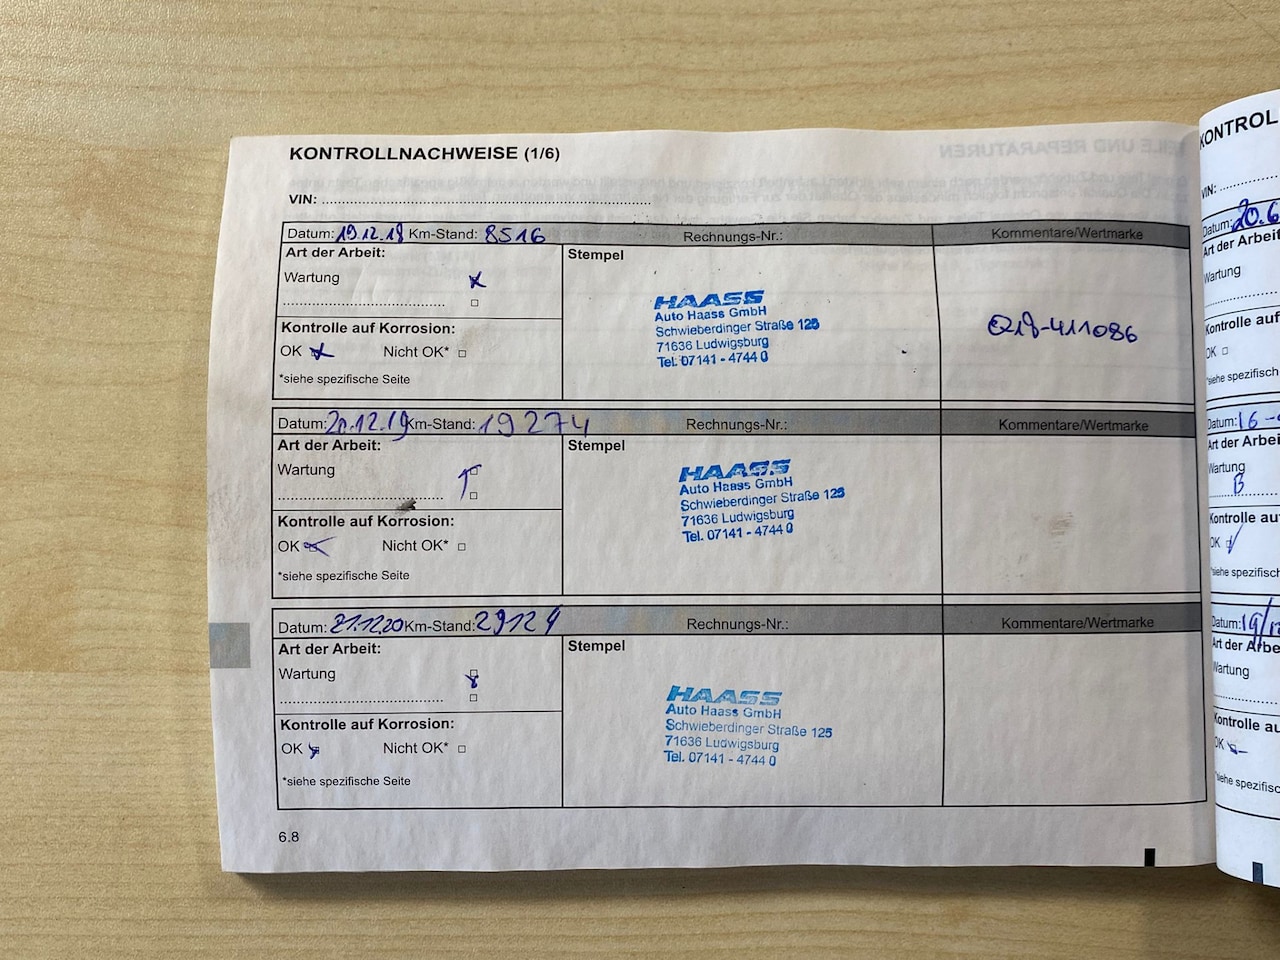 KONTROLLNACHWEISE (1/6)
VIN:
Datum: 19.12.18 Km-Stand: 8516 Rechnungs-Nr.: Kommentare/Wertmarke
Art der Arbeit:
Stempel
Wartung
HAASS
Auto Haass GmbH
Schwieberdinger Straße 125
71636 Ludwigsburg
Tel. 07141 - 4744 0
Q18-411086
Kontrolle auf Korrosion:
OK Nicht OK*
*siehe spezifische Seite
Datum: 20.12.19 Km-Stand: 19274 Rechnungs-Nr.: Kommentare/Wertmarke
Art der Arbeit:
Stempel
Wartung
HAASS
Auto Haass GmbH
Schwieberdinger Straße 125
71636 Ludwigsburg
Tel. 07141 - 4744 0
Kontrolle auf Korrosion:
OK Nicht OK*
*siehe spezifische Seite
Datum: 21.12.20 Km-Stand: 29124 Rechnungs-Nr.: Kommentare/Wertmarke
Art der Arbeit:
Stempel
Wartung
HAASS
Auto Haass GmbH
Schwieberdinger Straße 125
71636 Ludwigsburg
Tel. 07141 - 4744 0
Kontrolle auf Korrosion:
OK Nicht OK*
*siehe spezifische Seite
6.8
KONTROL
VIN:
Datum: 20.6
Art der Arbeit
Wartung
Kontrolle auf
OK
*siehe spezifisch
Datum: 16
Art der Arbei
Wartung
B
Kontrolle au
OK
*siehe spezifisch
Datum: 19/
Art der Arbe
Wartung
Kontrolle au
OK
*siehe spezifisc